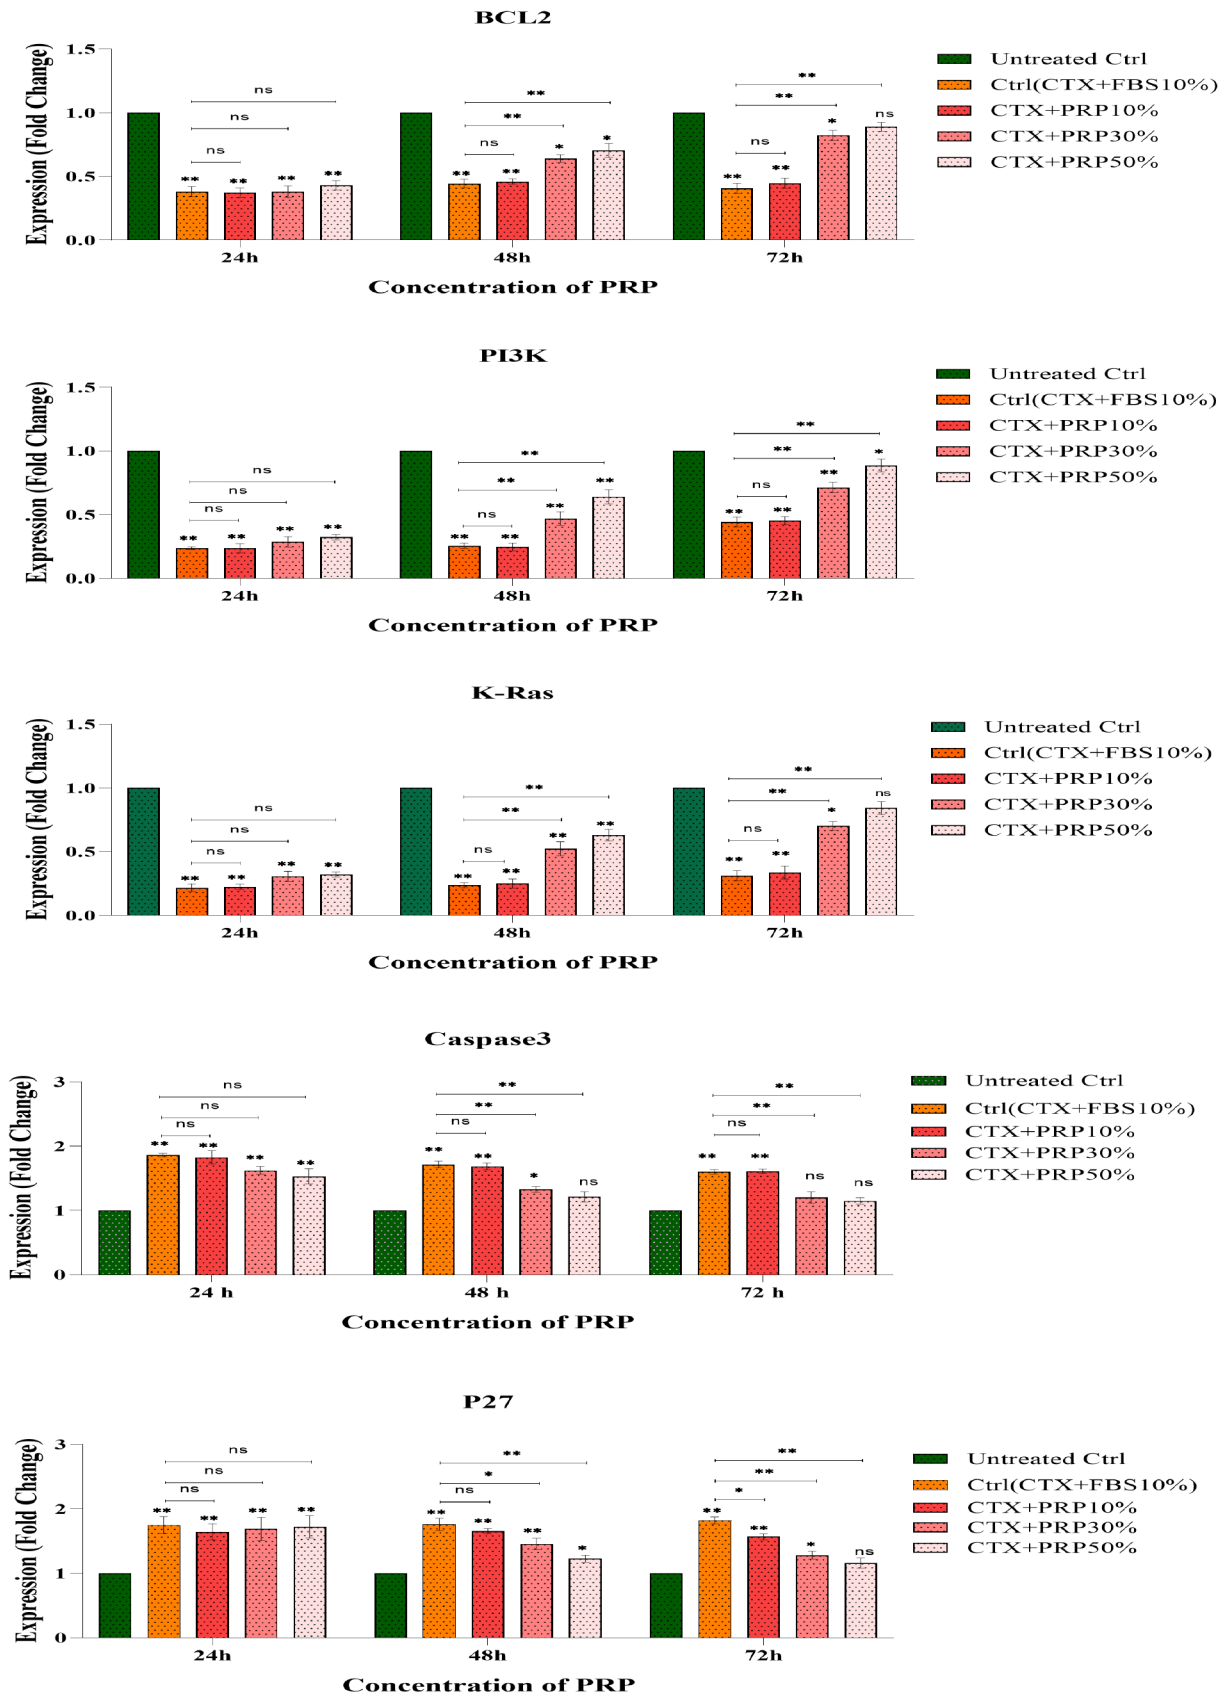 BCL2
Expression (Fold Change)
1.5
1.0
0.5
0.0
ns
ns
ns
** ** ** **
**
**
ns
** ** * *
**
**
ns
** ** * ns
24h 48h 72h
Concentration of PRP
Untreated Ctrl
Ctrl(CTX+FBS10%)
CTX+PRP10%
CTX+PRP30%
CTX+PRP50%
PI3K
Expression (Fold Change)
1.5
1.0
0.5
0.0
ns
ns
ns
** ** ** **
**
**
ns
** ** ** **
**
**
ns
** ** ** *
24h 48h 72h
Concentration of PRP
Untreated Ctrl
Ctrl(CTX+FBS10%)
CTX+PRP10%
CTX+PRP30%
CTX+PRP50%
K-Ras
Expression (Fold Change)
1.5
1.0
0.5
0.0
ns
ns
ns
** ** ** **
**
**
ns
** ** ** **
**
**
ns
** ** * ns
24h 48h 72h
Concentration of PRP
Untreated Ctrl
Ctrl(CTX+FBS10%)
CTX+PRP10%
CTX+PRP30%
CTX+PRP50%
Caspase3
Expression (Fold Change)
3
2
1
0
ns
ns
ns
** ** ** **
**
**
ns
** ** * ns
**
**
ns
** ** ns ns
24 h 48 h 72 h
Concentration of PRP
Untreated Ctrl
Ctrl(CTX+FBS10%)
CTX+PRP10%
CTX+PRP30%
CTX+PRP50%
P27
Expression (Fold Change)
3
2
1
0
ns
ns
ns
** ** ** **
**
*
ns
** ** ** *
**
**
*
** ** * ns
24h 48h 72h
Concentration of PRP
Untreated Ctrl
Ctrl(CTX+FBS10%)
CTX+PRP10%
CTX+PRP30%
CTX+PRP50%